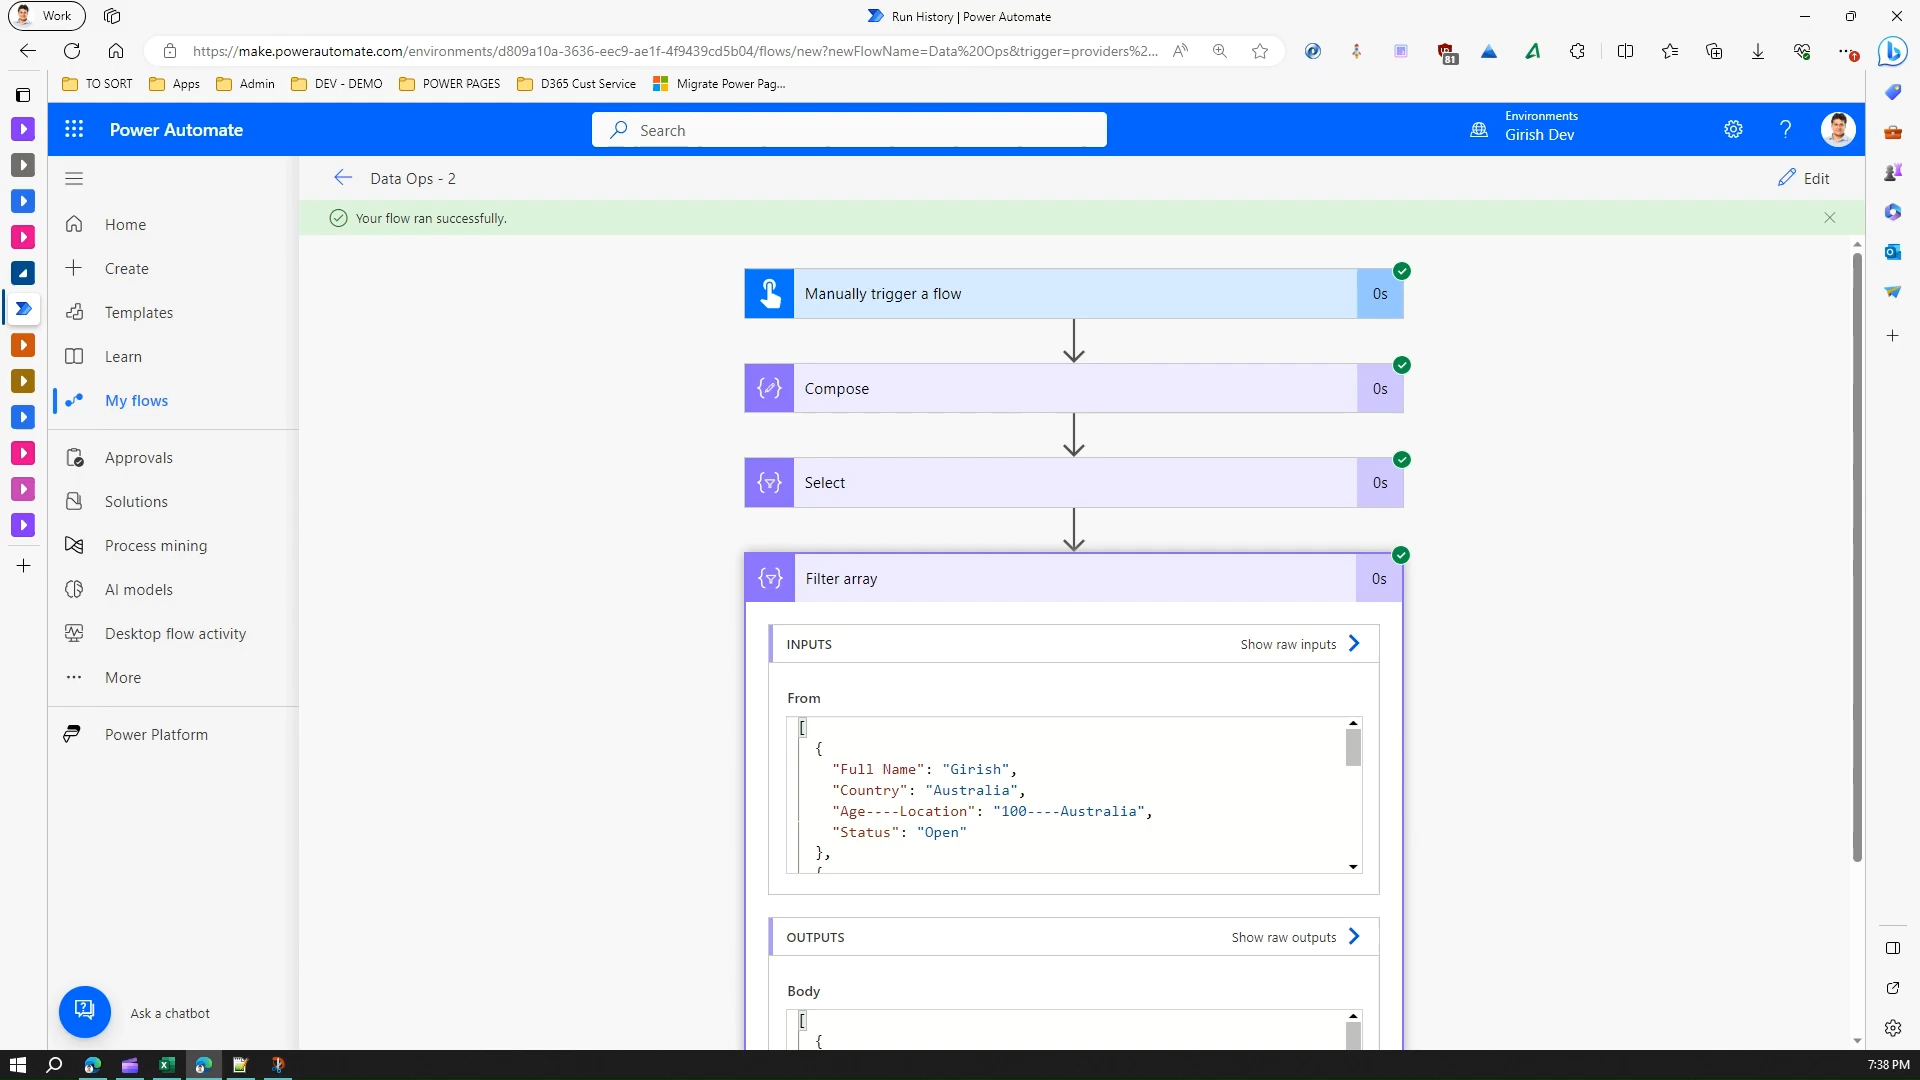 Work
Run History | Power Automate
https://make.powerautomate.com/environments/d809a10a-3636-eec9-ae1f-4f9439cd5b04/flows/new?newFlowName=Data%20Ops&trigger=providers%2...
81
TO SORT
Apps
Admin
DEV - DEMO
POWER PAGES
D365 Cust Service
Migrate Power Pag...
Power Automate
Search
Environments
Girish Dev
Data Ops - 2
Edit
Your flow ran successfully.
Home
Create
Templates
Learn
My flows
Approvals
Solutions
Process mining
AI models
Desktop flow activity
More
Power Platform
Ask a chatbot
Manually trigger a flow
0s
Compose
0s
Select
0s
Filter array
0s
INPUTS
Show raw inputs
From
[
{
"Full Name": "Girish",
"Country": "Australia",
"Age----Location": "100----Australia",
"Status": "Open"
},
{
OUTPUTS
Show raw outputs
Body
[
{
7:38 PM